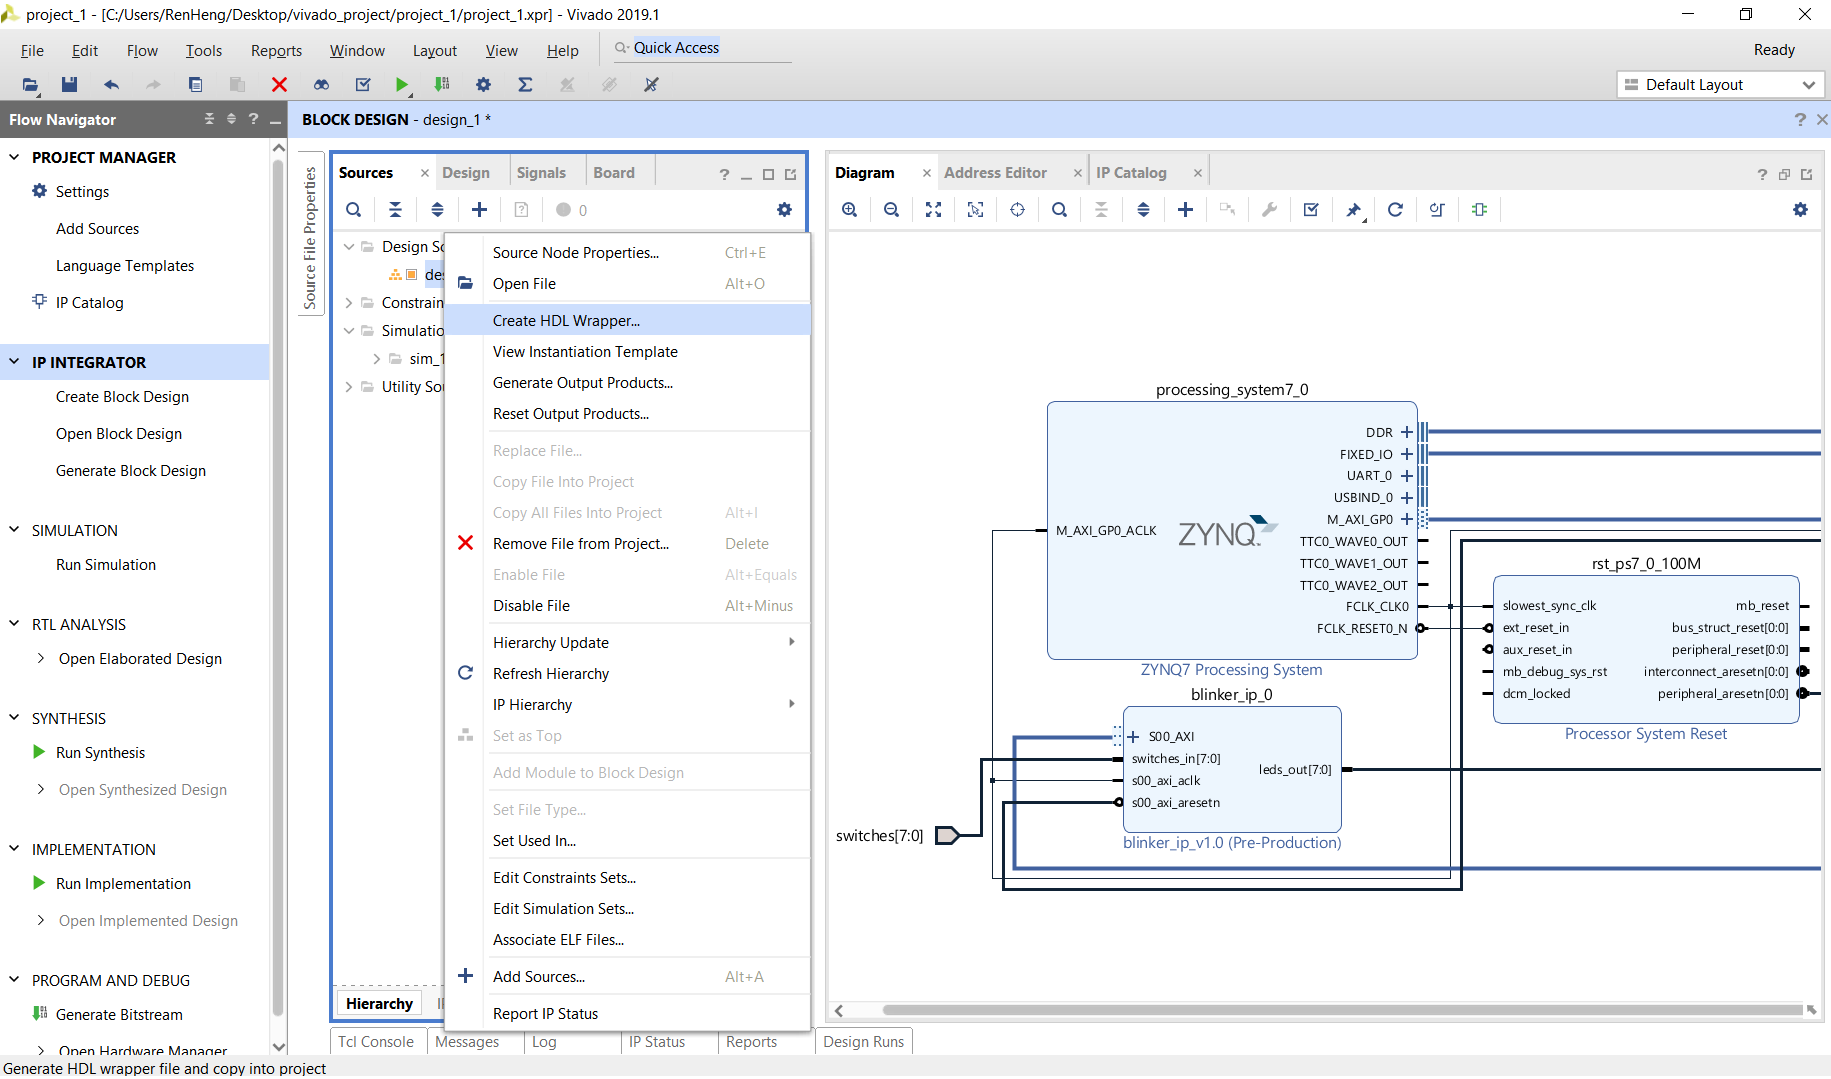 project_1 - [C:/Users/RenHeng/Desktop/vivado_project/project_1/project_1.xpr] - Vivado 2019.1
File Edit Flow Tools Reports Window Layout View Help Quick Access Ready
Default Layout
Flow Navigator
PROJECT MANAGER
Settings
Add Sources
Language Templates
IP Catalog
IP INTEGRATOR
Create Block Design
Open Block Design
Generate Block Design
SIMULATION
Run Simulation
RTL ANALYSIS
Open Elaborated Design
SYNTHESIS
Run Synthesis
Open Synthesized Design
IMPLEMENTATION
Run Implementation
Open Implemented Design
PROGRAM AND DEBUG
Generate Bitstream
Open Hardware Manager
BLOCK DESIGN - design_1 *
Source File Properties
Sources Design Signals Board
0
Design So
des
Constrain
Simulatio
sim_1
Utility Sou
Hierarchy
Source Node Properties... Ctrl+E
Open File Alt+O
Create HDL Wrapper...
View Instantiation Template
Generate Output Products...
Reset Output Products...
Replace File...
Copy File Into Project
Copy All Files Into Project Alt+I
Remove File from Project... Delete
Enable File Alt+Equals
Disable File Alt+Minus
Hierarchy Update
Refresh Hierarchy
IP Hierarchy
Set as Top
Add Module to Block Design
Set File Type...
Set Used In...
Edit Constraints Sets...
Edit Simulation Sets...
Associate ELF Files...
Add Sources... Alt+A
Report IP Status
Diagram Address Editor IP Catalog
processing_system7_0
DDR
FIXED_IO
UART_0
USBIND_0
M_AXI_GP0
TTC0_WAVE0_OUT
TTC0_WAVE1_OUT
TTC0_WAVE2_OUT
FCLK_CLK0
FCLK_RESET0_N
M_AXI_GP0_ACLK
ZYNQ
ZYNQ7 Processing System
rst_ps7_0_100M
slowest_sync_clk mb_reset
ext_reset_in bus_struct_reset[0:0]
aux_reset_in peripheral_reset[0:0]
mb_debug_sys_rst interconnect_aresetn[0:0]
dcm_locked peripheral_aresetn[0:0]
Processor System Reset
blinker_ip_0
S00_AXI
switches_in[7:0]
s00_axi_aclk
s00_axi_aresetn
leds_out[7:0]
blinker_ip_v1.0 (Pre-Production)
switches[7:0]
Tcl Console Messages Log IP Status Reports Design Runs
Generate HDL wrapper file and copy into project